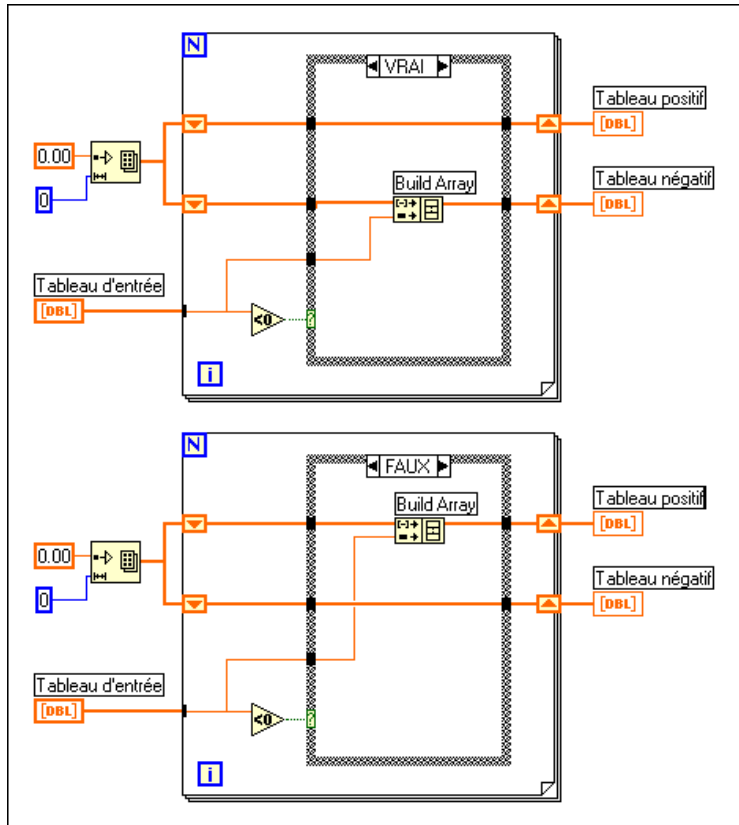 N
VRAI
Tableau positif
[DBL]
0.00
0
Build Array
Tableau négatif
[DBL]
Tableau d'entrée
[DBL]
<0
?
i
N
FAUX
Build Array
Tableau positif
[DBL]
0.00
0
Tableau négatif
[DBL]
Tableau d'entrée
[DBL]
<0
?
i